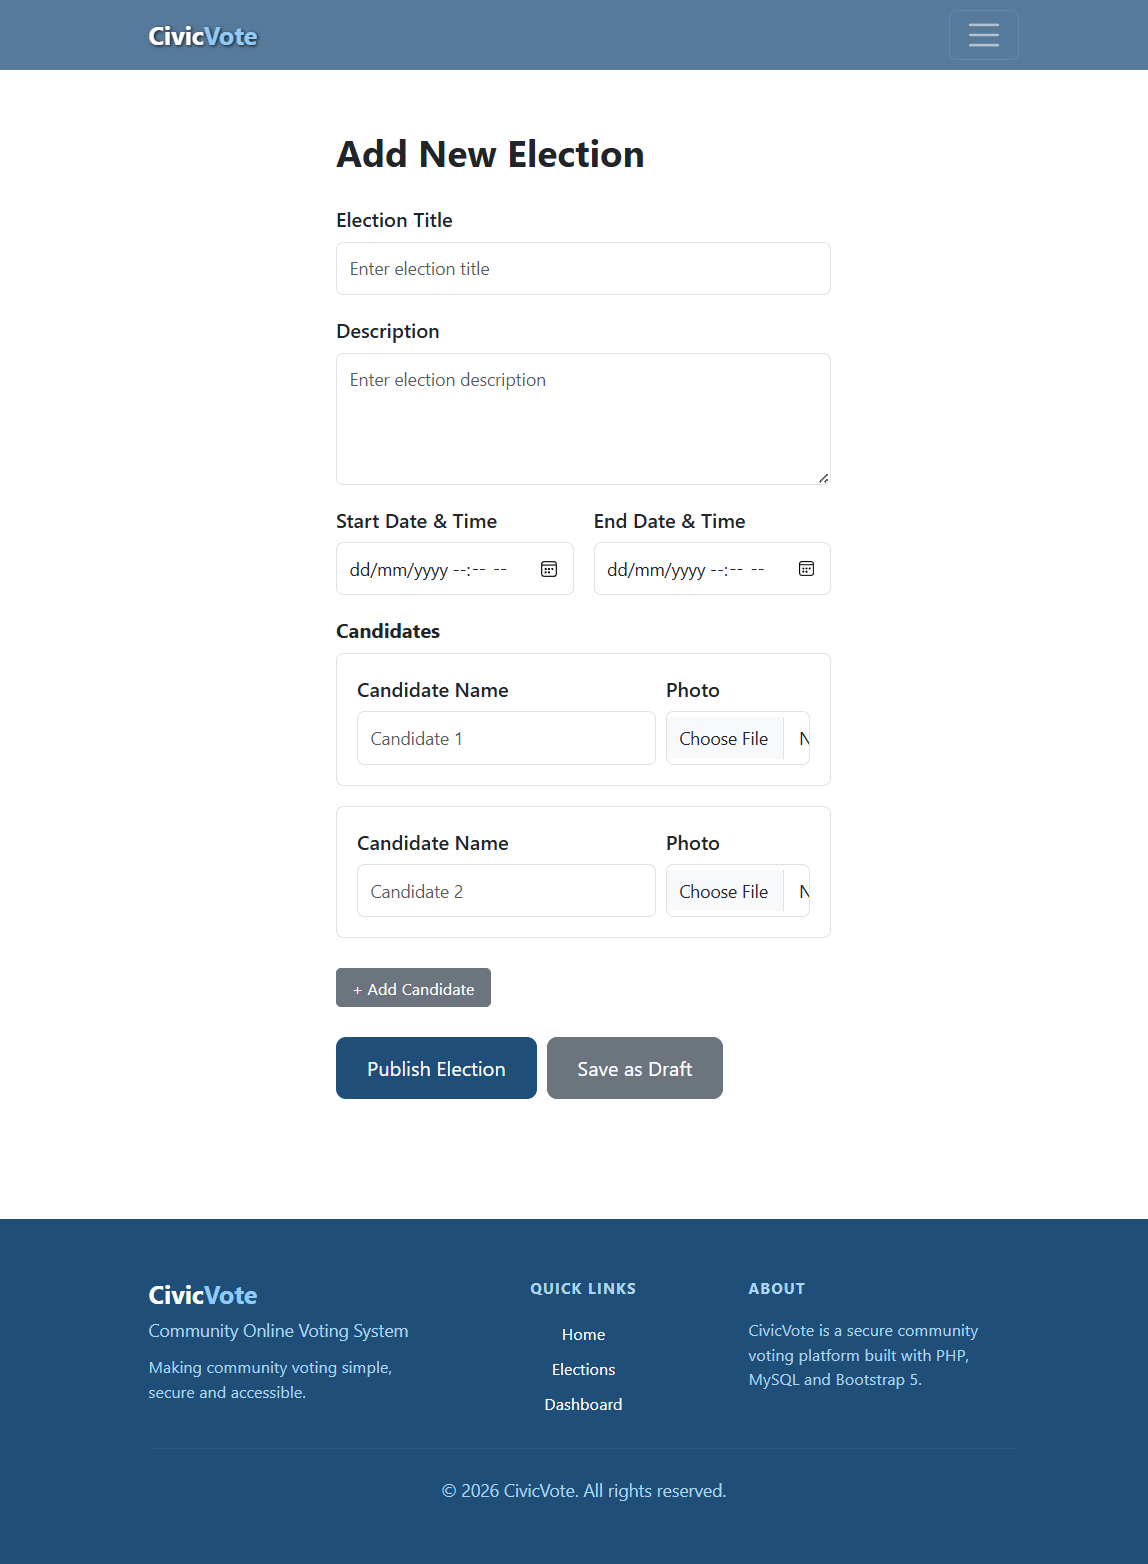 CivicVote
Add New Election
Election Title
Enter election title
Description
Enter election description
Start Date & Time
End Date & Time
dd/mm/yyyy --:-- --
dd/mm/yyyy --:-- --
Candidates
Candidate Name
Photo
Candidate 1
Choose File
N
Candidate Name
Photo
Candidate 2
Choose File
N
+ Add Candidate
Publish Election
Save as Draft
CivicVote
Community Online Voting System
Making community voting simple,
secure and accessible.
QUICK LINKS
Home
Elections
Dashboard
ABOUT
CivicVote is a secure community
voting platform built with PHP,
MySQL and Bootstrap 5.
© 2026 CivicVote. All rights reserved.